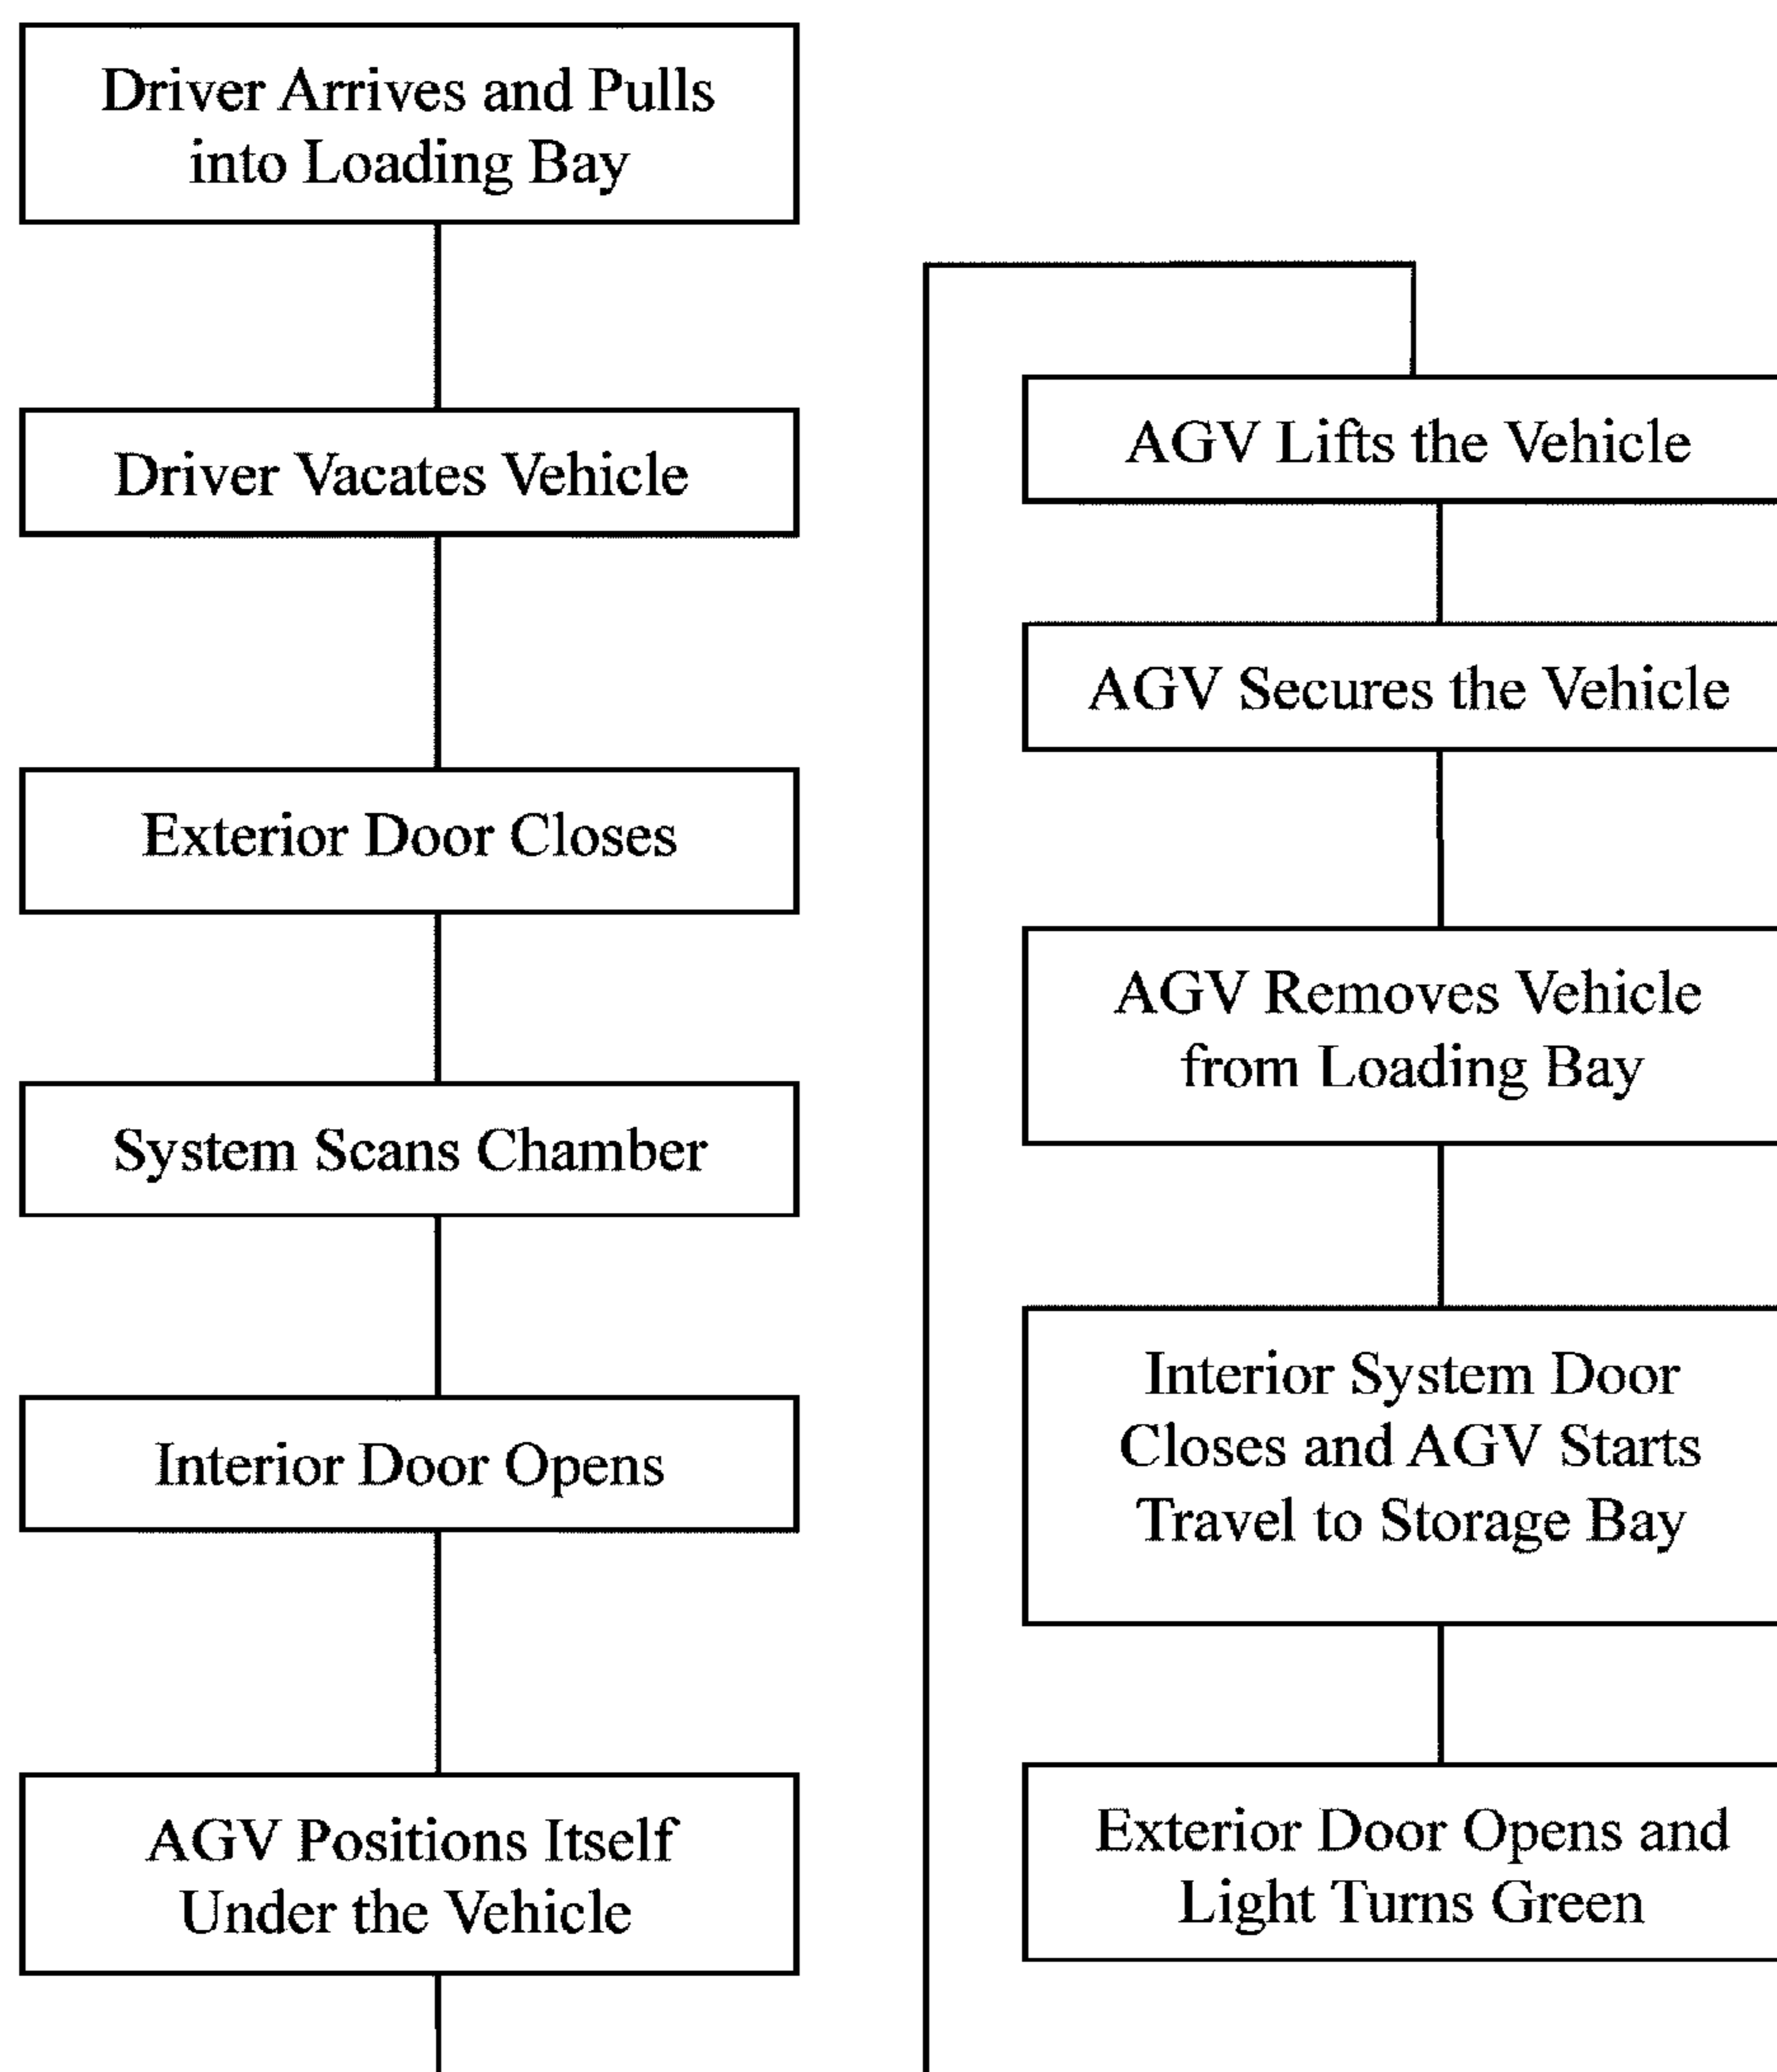 Driver Arrives and Pulls
into Loading Bay
Driver Vacates Vehicle
Exterior Door Closes
System Scans Chamber
Interior Door Opens
AGV Positions Itself
Under the Vehicle
AGV Lifts the Vehicle
AGV Secures the Vehicle
AGV Removes Vehicle
from Loading Bay
Interior System Door
Closes and AGV Starts
Travel to Storage Bay
Exterior Door Opens and
Light Turns Green